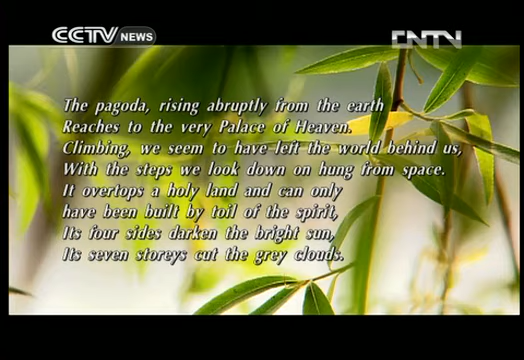 CCTV NEWS
CNTV
The pagoda, rising abruptly from the earth
Reaches to the very Palace of Heaven.
Climbing, we seem to have left the world behind us,
With the steps we look down on hung from space.
It overtops a holy land and can only
have been built by toil of the spirit,
Its four sides darken the bright sun,
Its seven storeys cut the grey clouds.